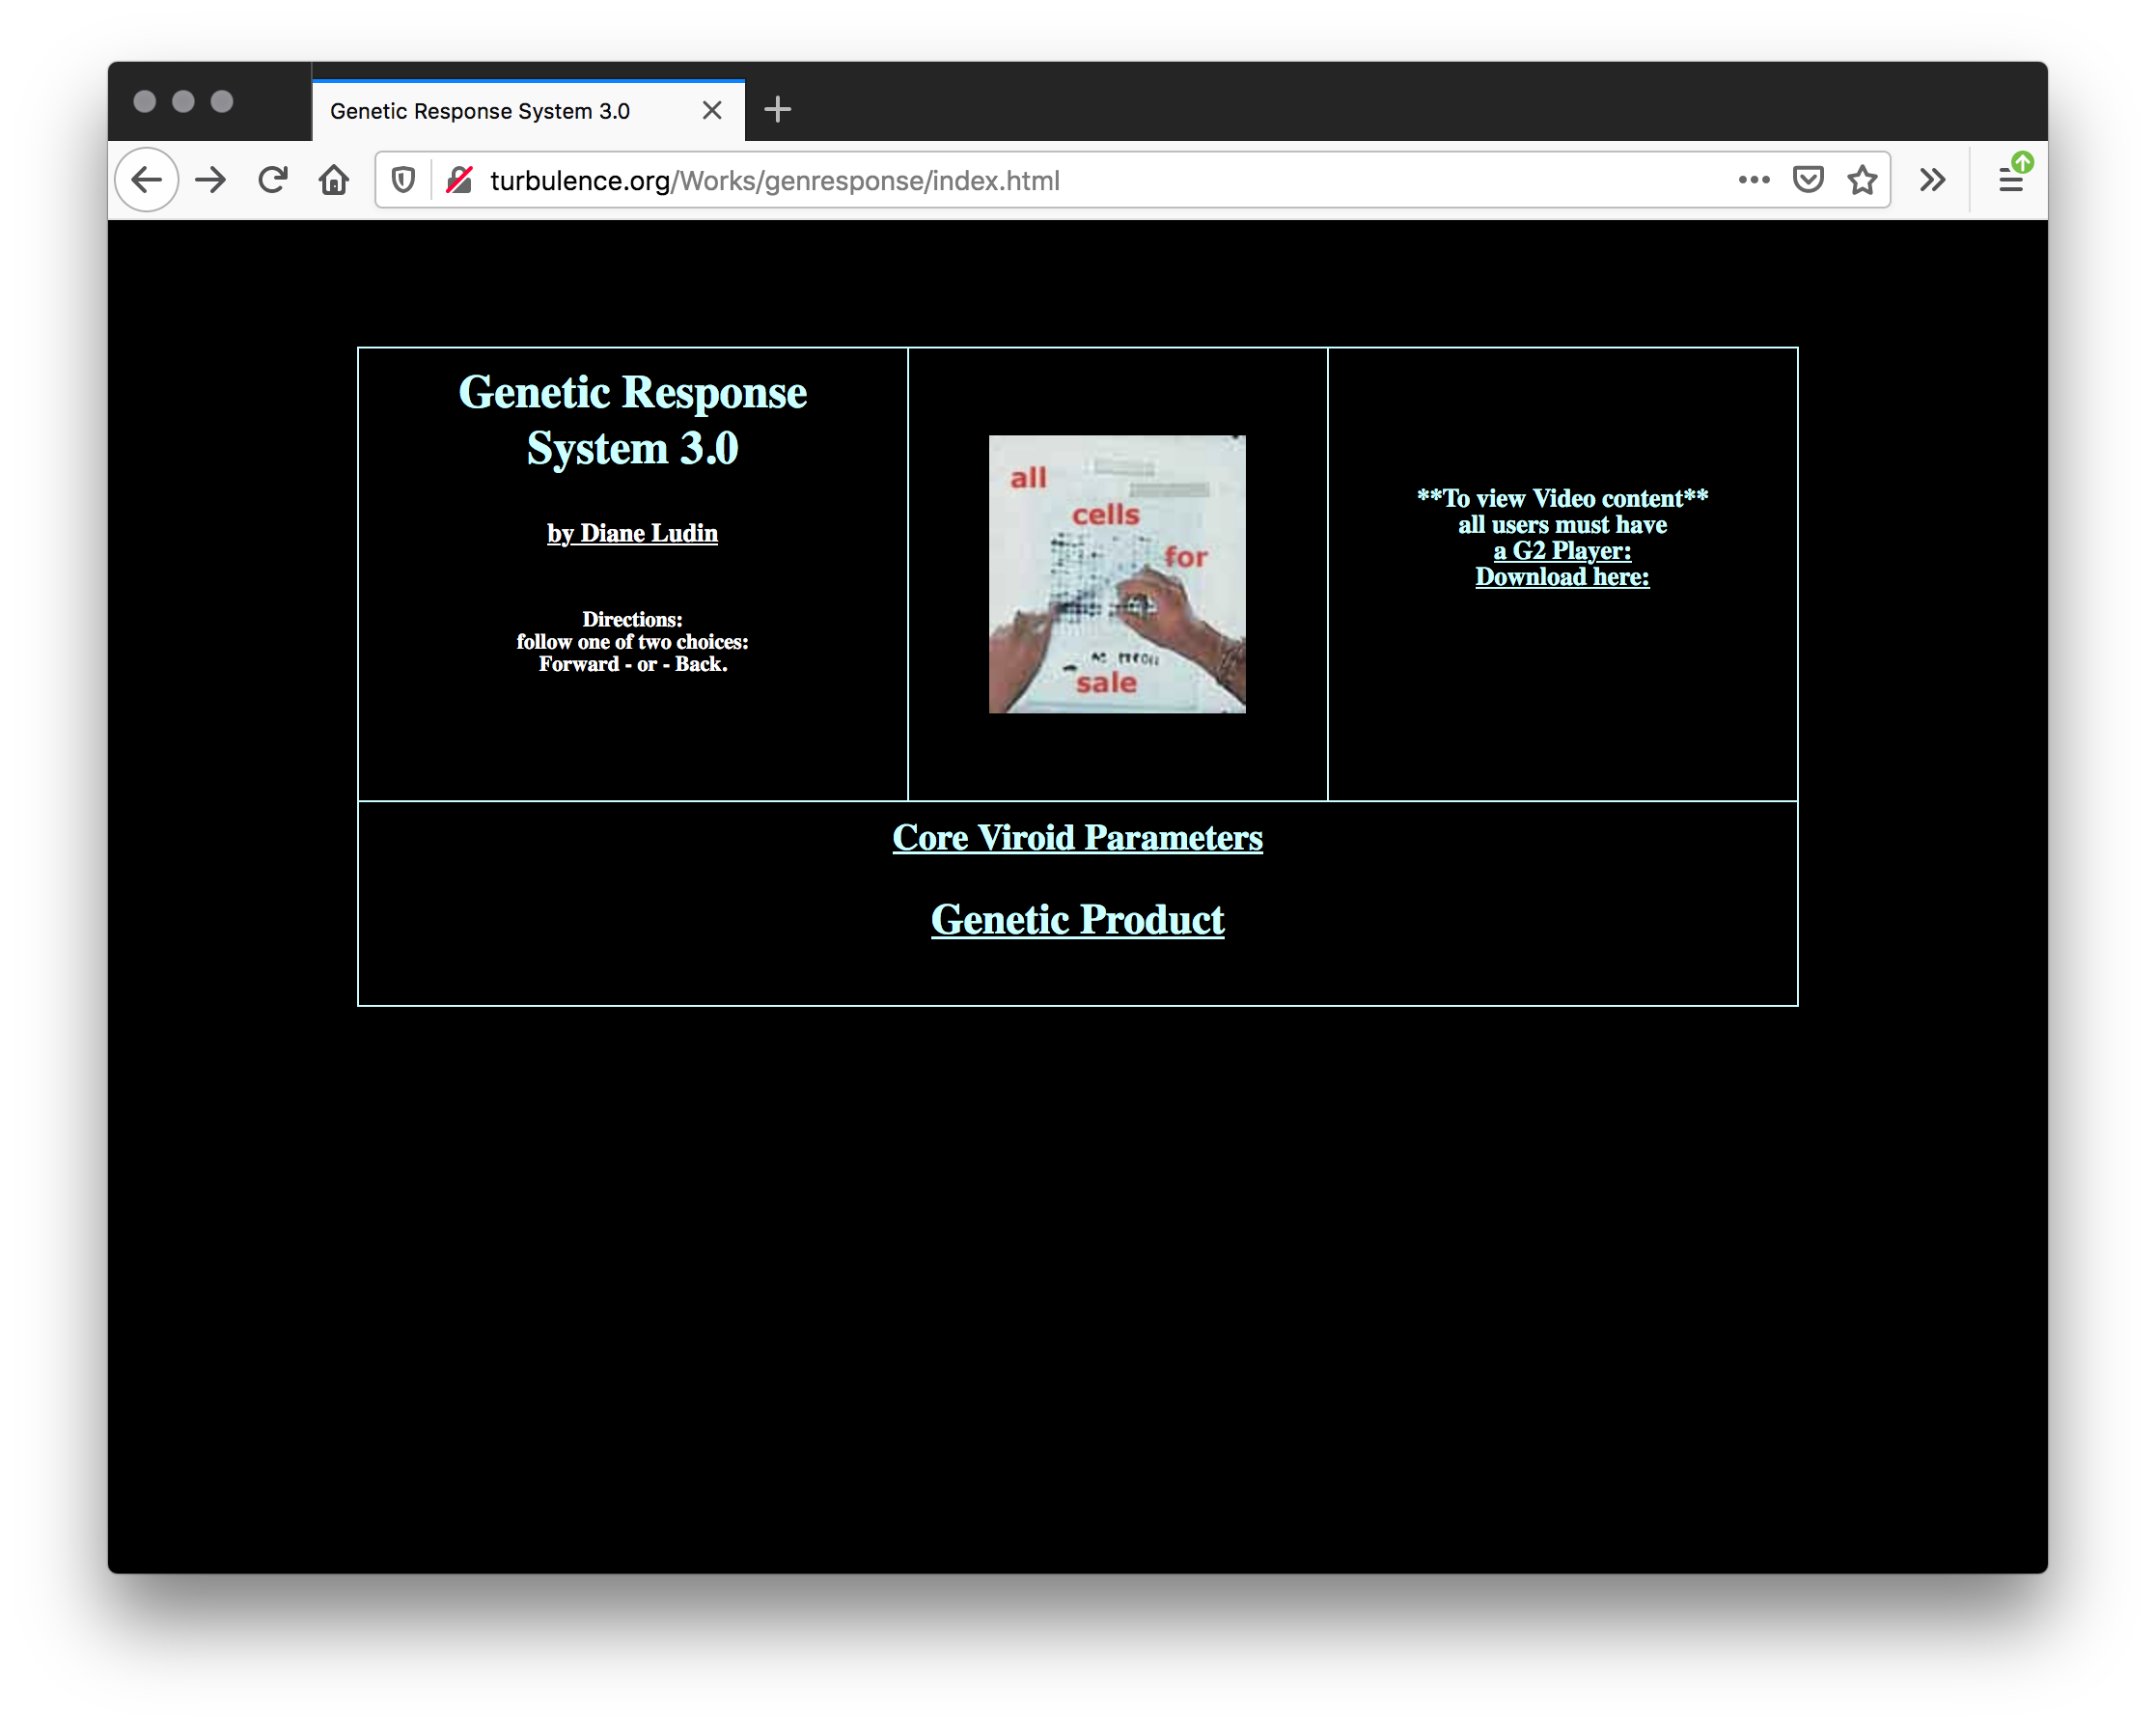 Genetic Response System 3.0
turbulence.org/Works/genresponse/index.html
Genetic Response
System 3.0
by Diane Ludin
Directions:
follow one of two choices:
Forward - or - Back.
all
cells
for
sale
**To view Video content**
all users must have
a G2 Player:
Download here:
Core Viroid Parameters
Genetic Product